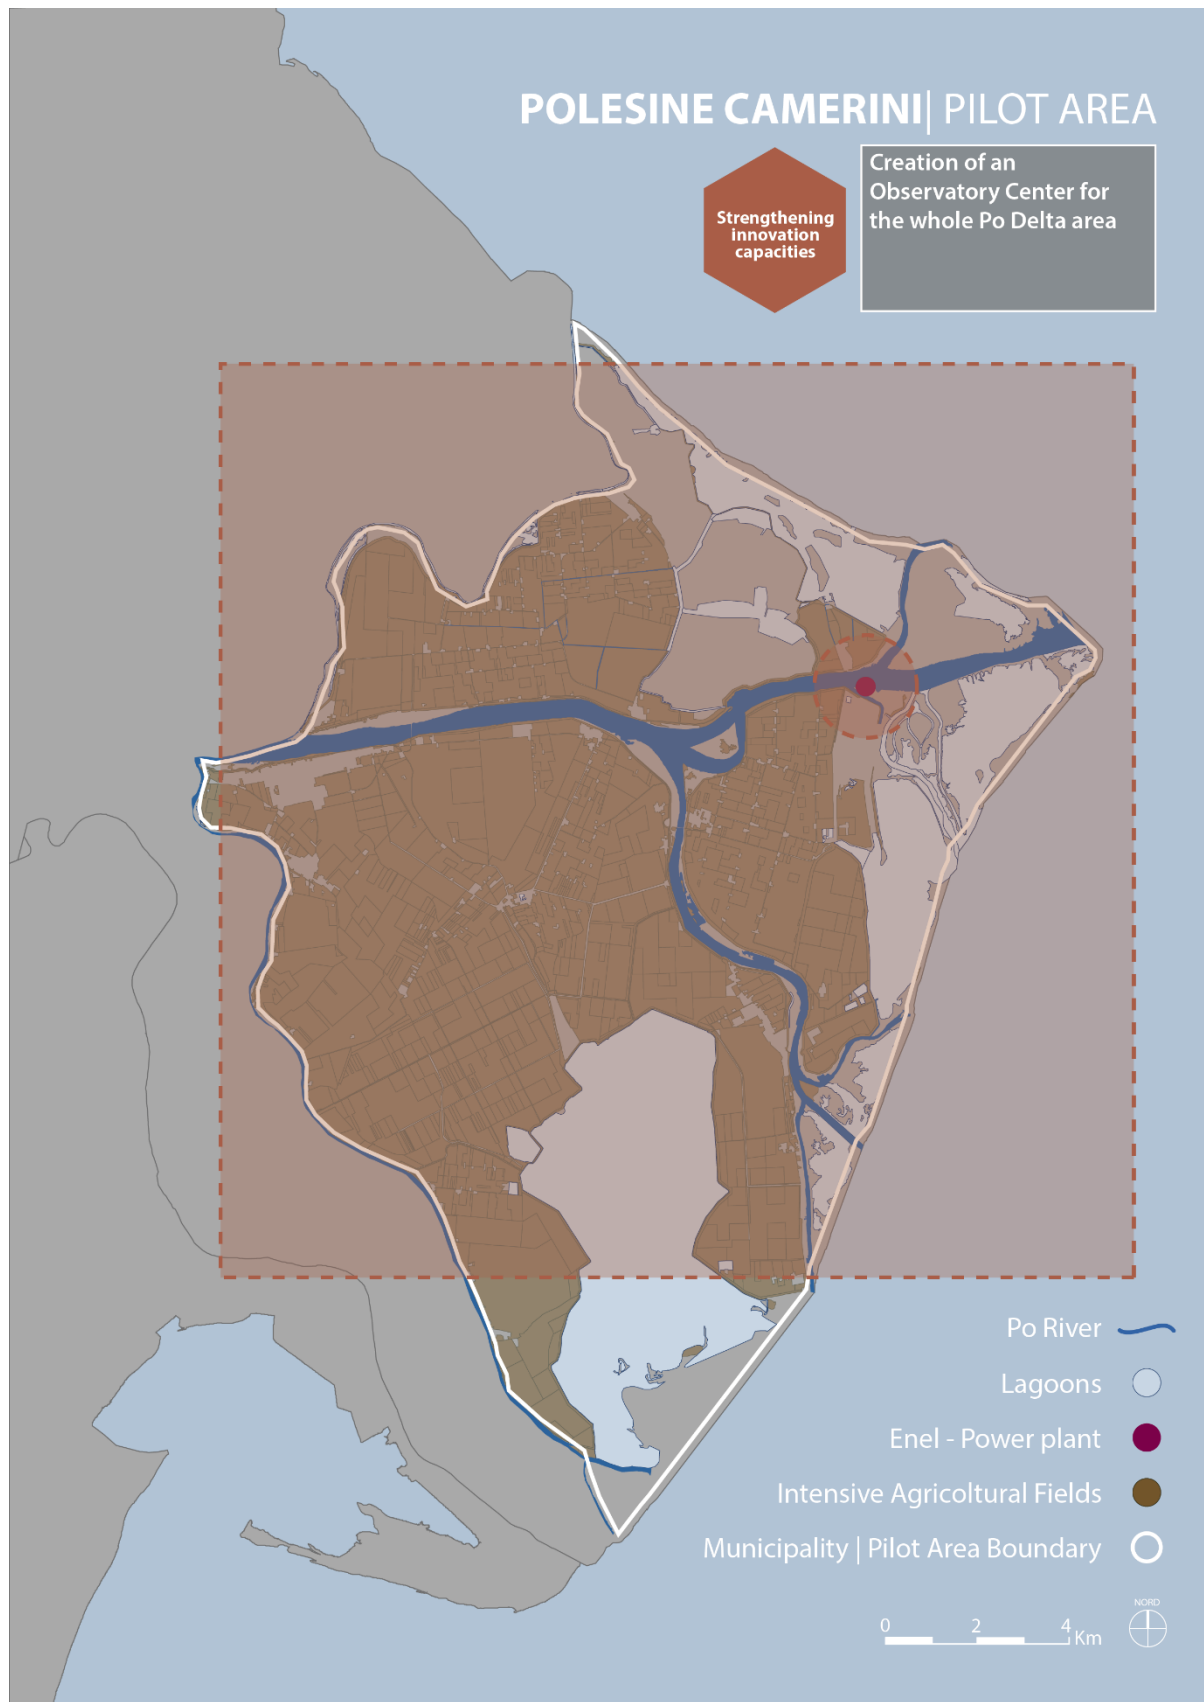 POLESINE CAMERINI| PILOT AREA
Strengthening
innovation
capacities
Creation of an
Observatory Center for
the whole Po Delta area
Po River
Lagoons
Enel - Power plant
Intensive Agricoltural Fields
Municipality | Pilot Area Boundary
NORD
0 2 4 Km